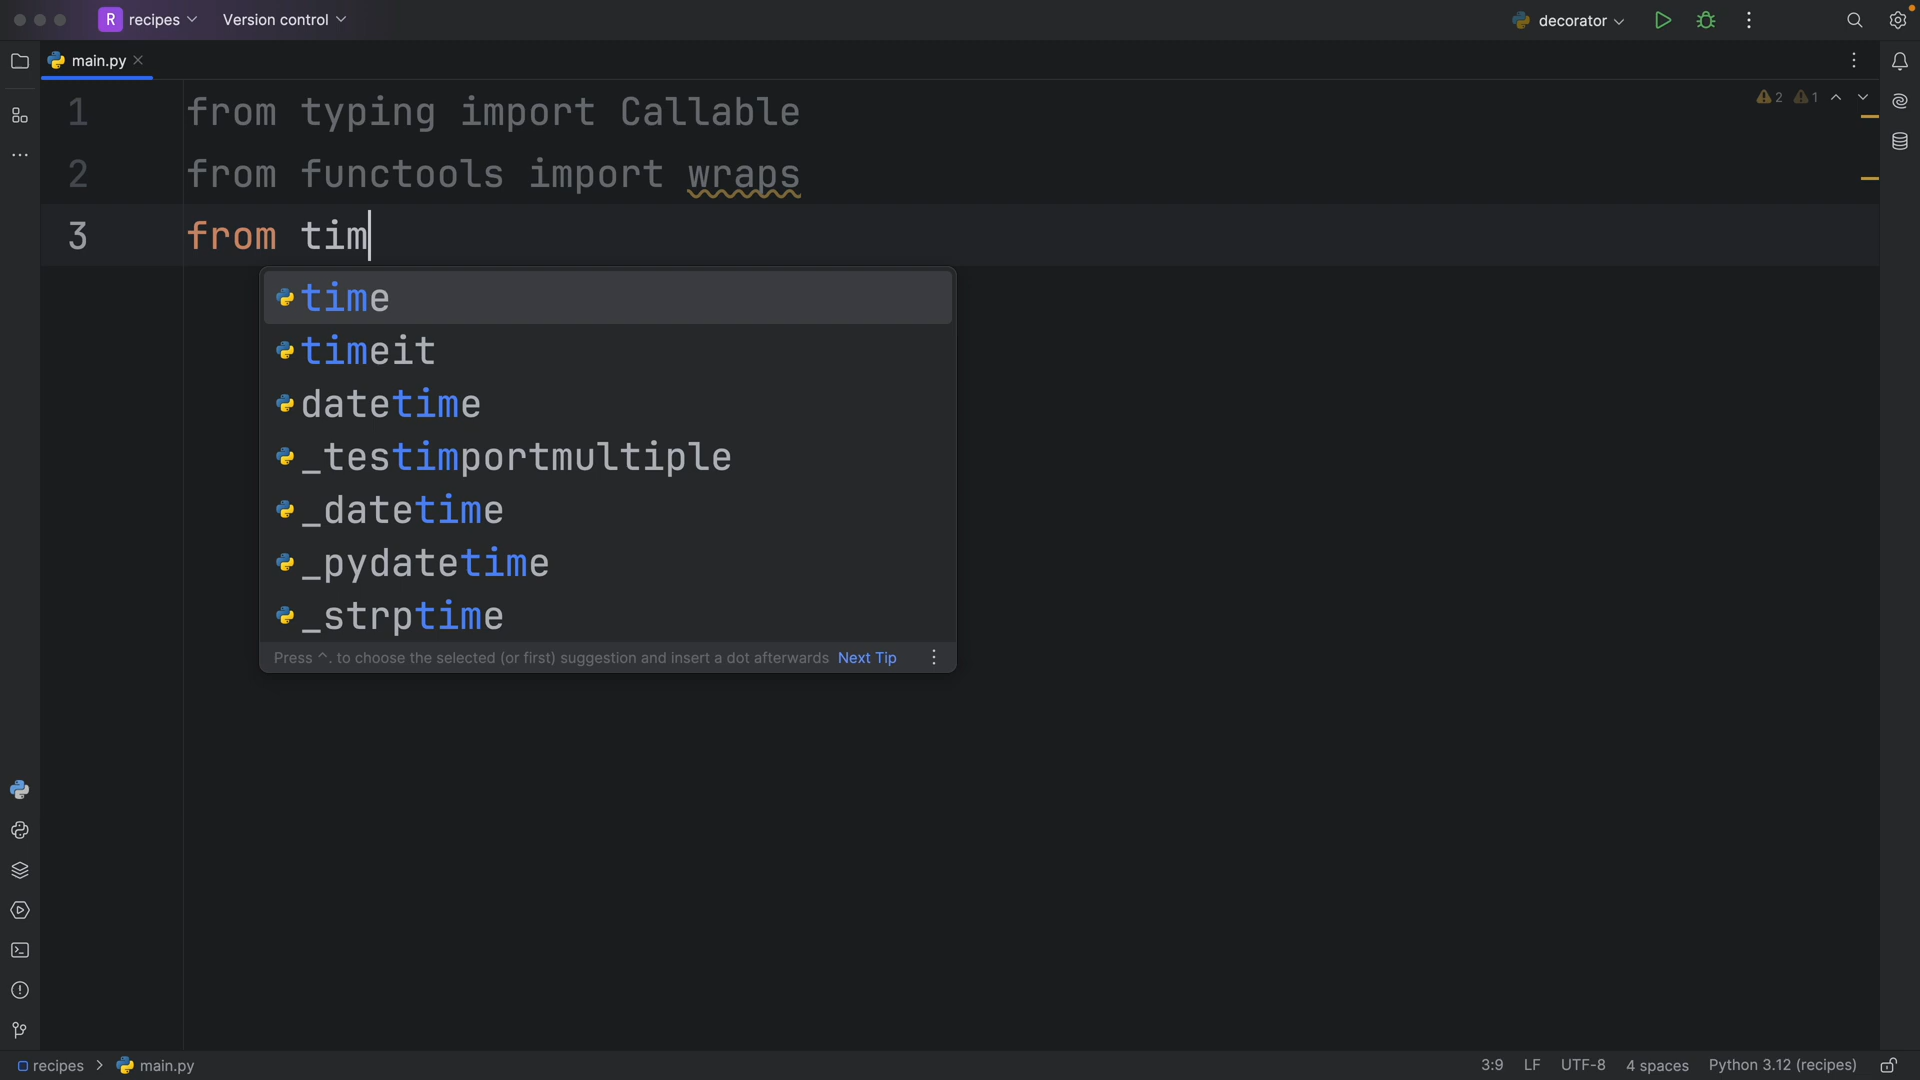 R recipes Version control decorator
main.py
1 from typing import Callable
2 1
2 from functools import wraps
3 from tim
time
timeit
datetime
_testimportmultiple
_datetime
_pydatetime
_strptime
Press ^. to choose the selected (or first) suggestion and insert a dot afterwards Next Tip
recipes > main.py 3:9 LF UTF-8 4 spaces Python 3.12 (recipes)